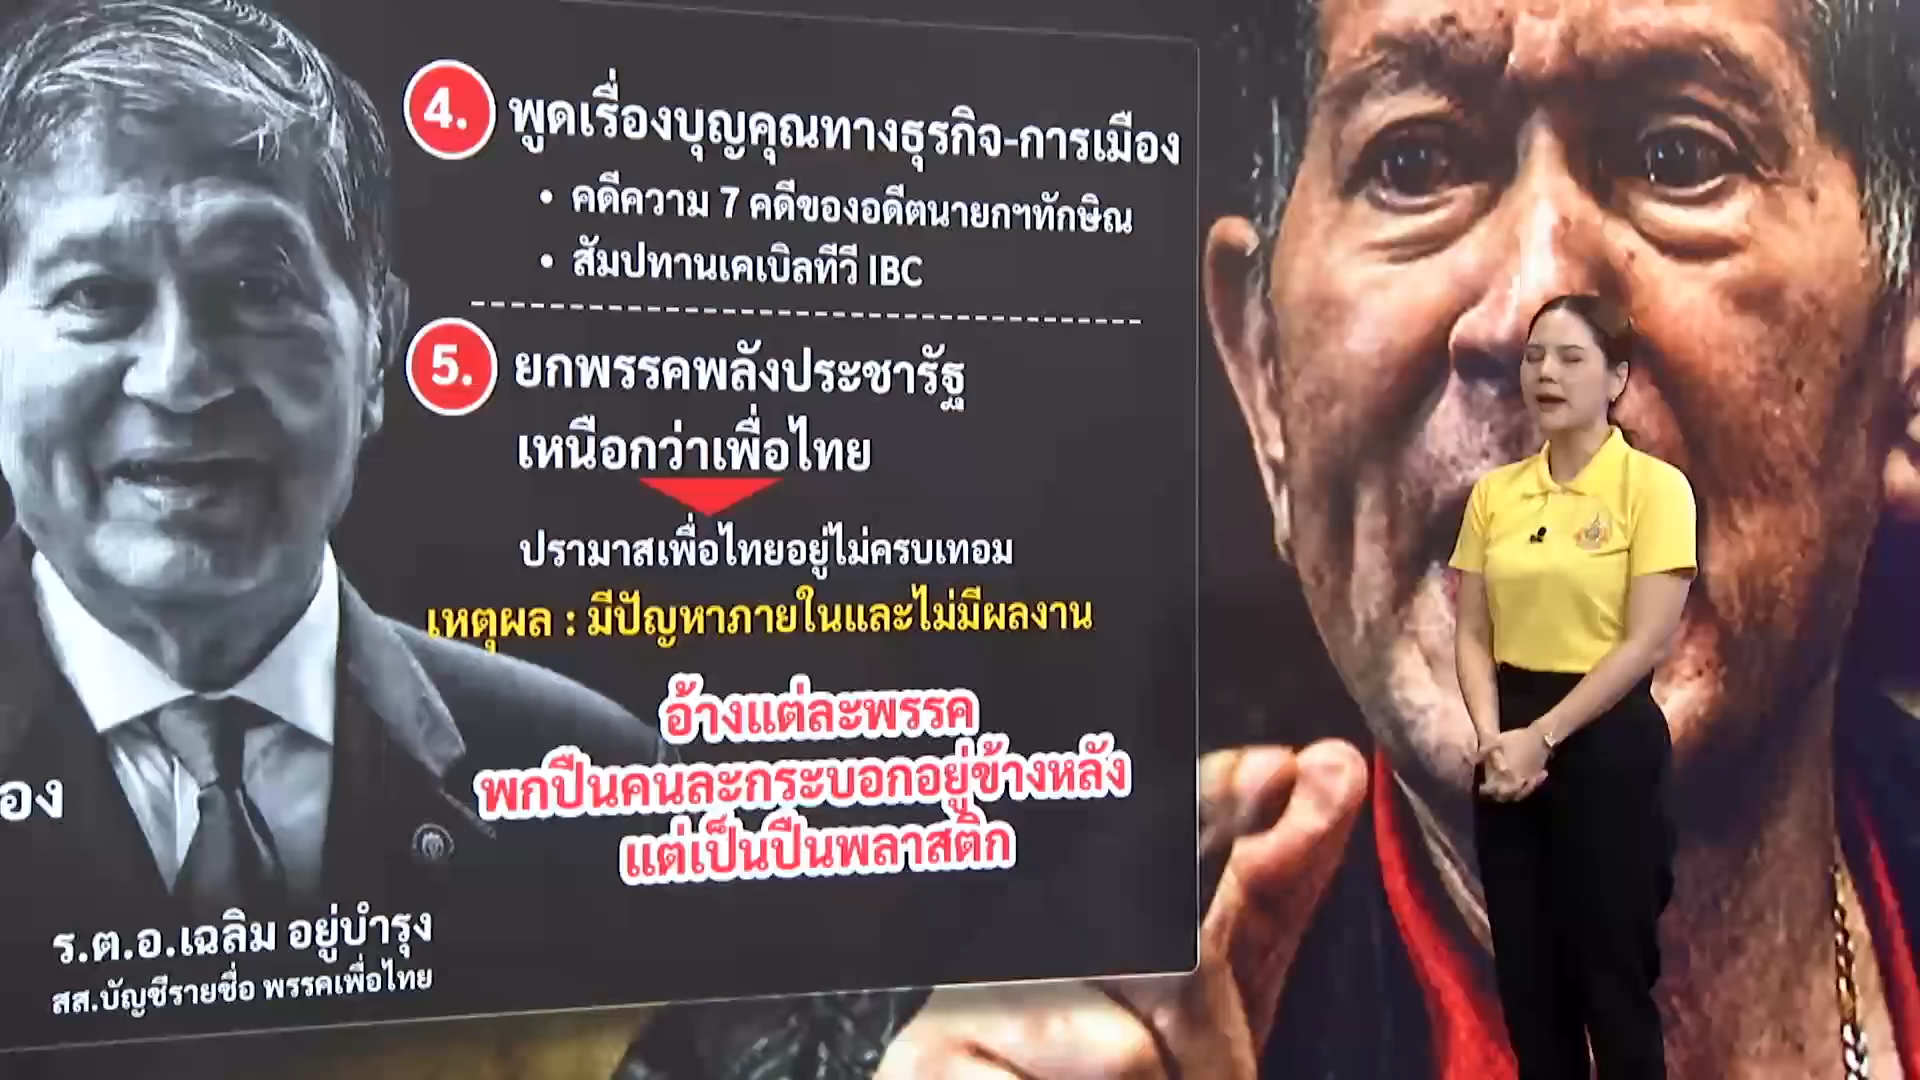 4. พูดเรื่องบุญคุณทางธุรกิจ-การเมือง
• คดีความ 7 คดีของอดีตนายกฯทักษิณ
• สัมปทานเคเบิลทีวี IBC
5. ยกพรรคพลังประชารัฐ
เหนือกว่าเพื่อไทย
ปรามาสเพื่อไทยอยู่ไม่ครบเทอม
เหตุผล : มีปัญหาภายในและไม่มีผลงาน
อ้างแต่ละพรรค
พกปืนคนละกระบอกอยู่ข้างหลัง
แต่เป็นปืนพลาสติก
อง
ร.ต.อ.เฉลิม อยู่บำรุง
สส.บัญชีรายชื่อ พรรคเพื่อไทย